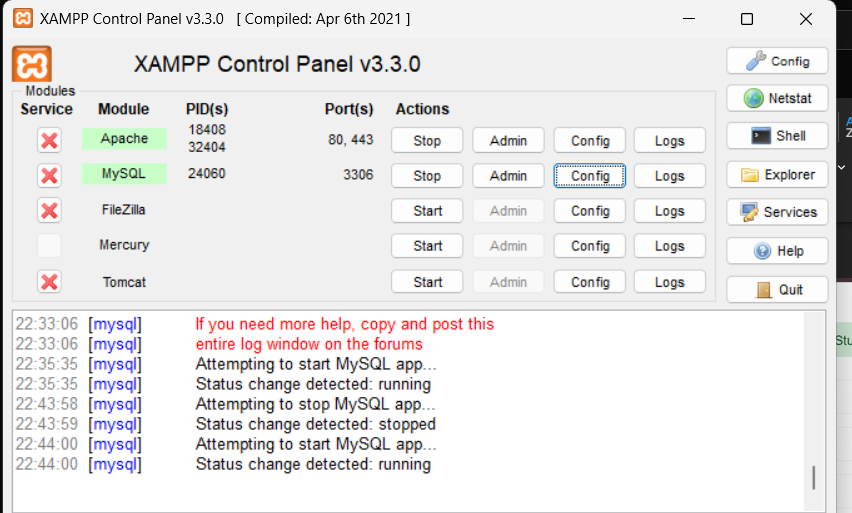 XAMPP Control Panel v3.3.0 [ Compiled: Apr 6th 2021 ]
XAMPP Control Panel v3.3.0
Config
Modules
Service Module PID(s) Port(s) Actions
Netstat
Apache 18408 32404 80, 443 Stop Admin Config Logs
Shell
MySQL 24060 3306 Stop Admin Config Logs
Explorer
FileZilla Start Admin Config Logs
Services
Mercury Start Admin Config Logs
Help
Tomcat Start Admin Config Logs
Quit
22:33:06 [mysql] If you need more help, copy and post this
22:33:06 [mysql] entire log window on the forums
22:35:35 [mysql] Attempting to start MySQL app...
22:35:35 [mysql] Status change detected: running
22:43:58 [mysql] Attempting to stop MySQL app...
22:43:59 [mysql] Status change detected: stopped
22:44:00 [mysql] Attempting to start MySQL app...
22:44:00 [mysql] Status change detected: running